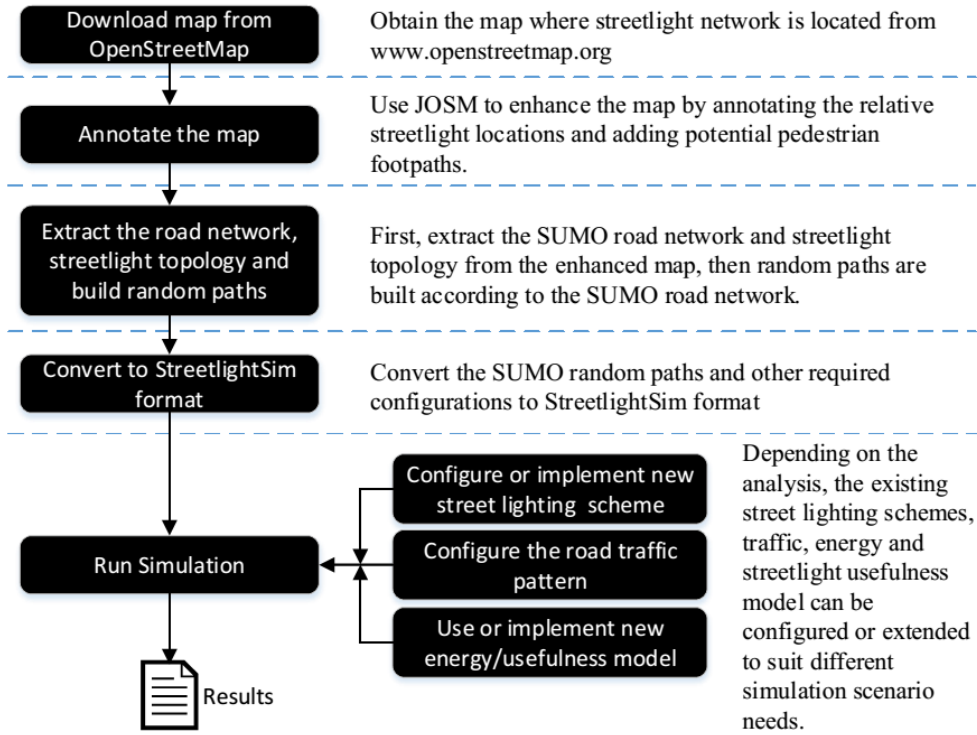 Download map from
OpenStreetMap
Obtain the map where streetlight network is located from
www.openstreetmap.org
Annotate the map
Use JOSM to enhance the map by annotating the relative
streetlight locations and adding potential pedestrian
footpaths.
Extract the road network,
streetlight topology and
build random paths
First, extract the SUMO road network and streetlight
topology from the enhanced map, then random paths are
built according to the SUMO road network.
Convert to StreetlightSim
format
Convert the SUMO random paths and other required
configurations to StreetlightSim format
Run Simulation
Configure or implement new
street lighting scheme
Configure the road traffic
pattern
Use or implement new
energy/usefulness model
Depending on the
analysis, the existing
street lighting schemes,
traffic, energy and
streetlight usefulness
model can be
configured or extended
to suit different
simulation scenario
needs.
Results